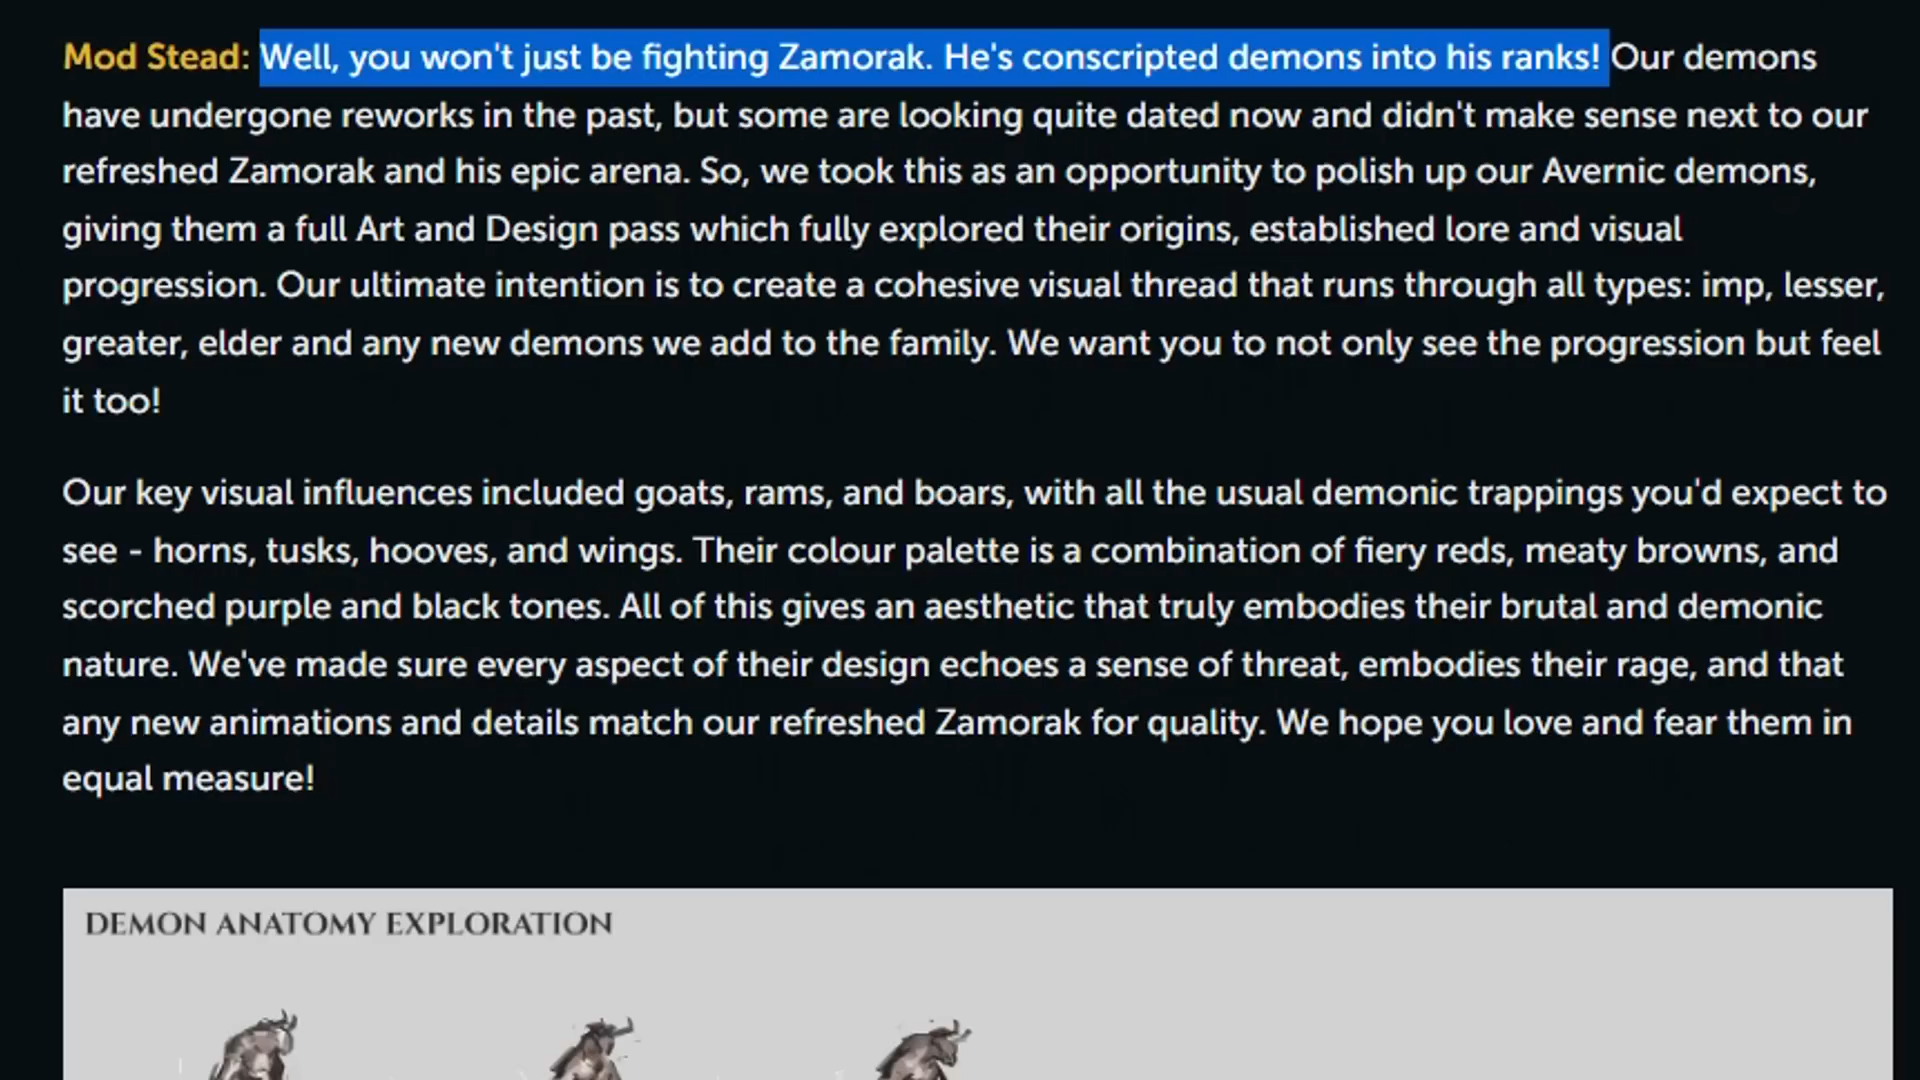 Mod Stead: Well, you won't just be fighting Zamorak. He's conscripted demons into his ranks! Our demons
have undergone reworks in the past, but some are looking quite dated now and didn't make sense next to our
refreshed Zamorak and his epic arena. So, we took this as an opportunity to polish up our Avernic demons,
giving them a full Art and Design pass which fully explored their origins, established lore and visual
progression. Our ultimate intention is to create a cohesive visual thread that runs through all types: imp, lesser,
greater, elder and any new demons we add to the family. We want you to not only see the progression but feel
it too!
Our key visual influences included goats, rams, and boars, with all the usual demonic trappings you'd expect to
see - horns, tusks, hooves, and wings. Their colour palette is a combination of fiery reds, meaty browns, and
scorched purple and black tones. All of this gives an aesthetic that truly embodies their brutal and demonic
nature. We've made sure every aspect of their design echoes a sense of threat, embodies their rage, and that
any new animations and details match our refreshed Zamorak for quality. We hope you love and fear them in
equal measure!
DEMON ANATOMY EXPLORATION